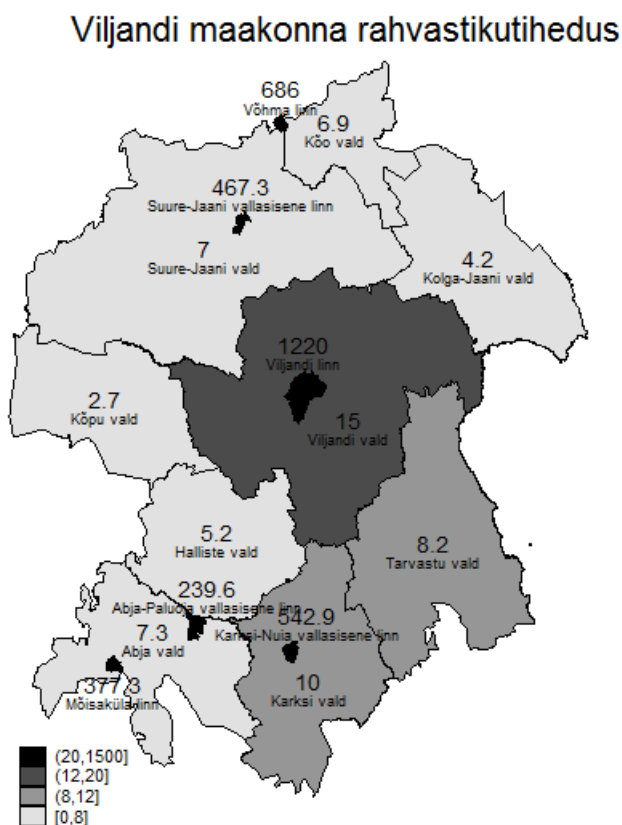 Viljandi maakonna rahvastikutihedus
686
Võhma linn
6.9
Kõo vald
467.3
Suure-Jaani vallasisene linn
7
Suure-Jaani vald
4.2
Kolga-Jaani vald
1220
Viljandi linn
2.7
Kõpu vald
15
Viljandi vald
5.2
Halliste vald
8.2
Tarvastu vald
239.6
Abja-Paluoja vallasisene linn
542.9
Karksi-Nuia vallasisene linn
7.3
Abja vald
377.3
Mõisaküla linn
10
Karksi vald
(20,1500]
(12,20]
(8,12]
[0,8]